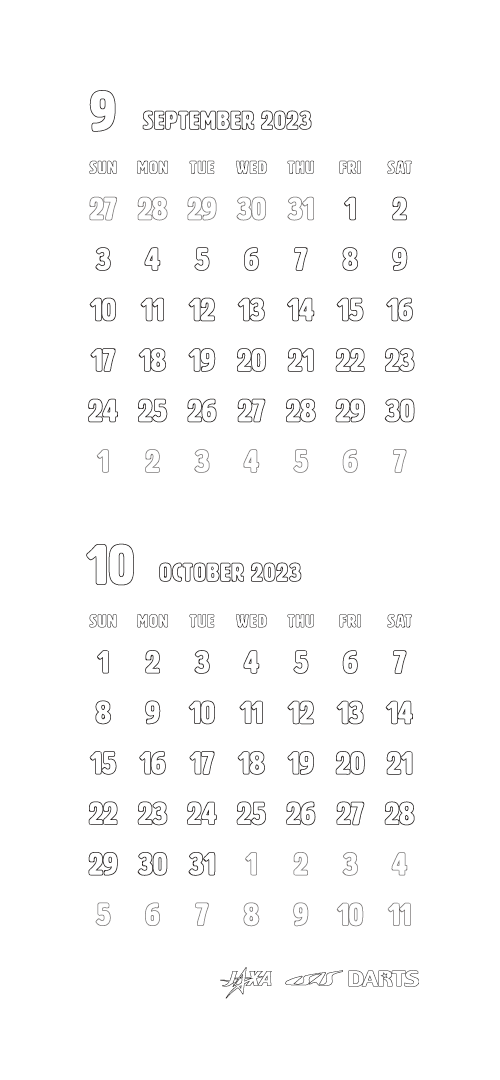 9 SEPTEMBER 2023
SUN MON TUE WED THU FRI SAT
27 28 29 30 31 1 2
3 4 5 6 7 8 9
10 11 12 13 14 15 16
17 18 19 20 21 22 23
24 25 26 27 28 29 30
1 2 3 4 5 6 7
10 OCTOBER 2023
SUN MON TUE WED THU FRI SAT
1 2 3 4 5 6 7
8 9 10 11 12 13 14
15 16 17 18 19 20 21
22 23 24 25 26 27 28
29 30 31 1 2 3 4
5 6 7 8 9 10 11
JAXA ISAS DARTS